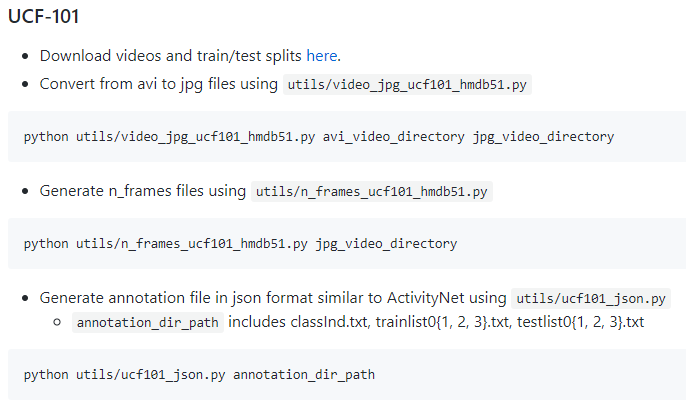 UCF-101
Download videos and train/test splits here.
Convert from avi to jpg files using utils/video_jpg_ucf101_hmdb51.py
python utils/video_jpg_ucf101_hmdb51.py avi_video_directory jpg_video_directory
Generate n_frames files using utils/n_frames_ucf101_hmdb51.py
python utils/n_frames_ucf101_hmdb51.py jpg_video_directory
Generate annotation file in json format similar to ActivityNet using utils/ucf101_json.py
annotation_dir_path includes classInd.txt, trainlist0{1, 2, 3}.txt, testlist0{1, 2, 3}.txt
python utils/ucf101_json.py annotation_dir_path